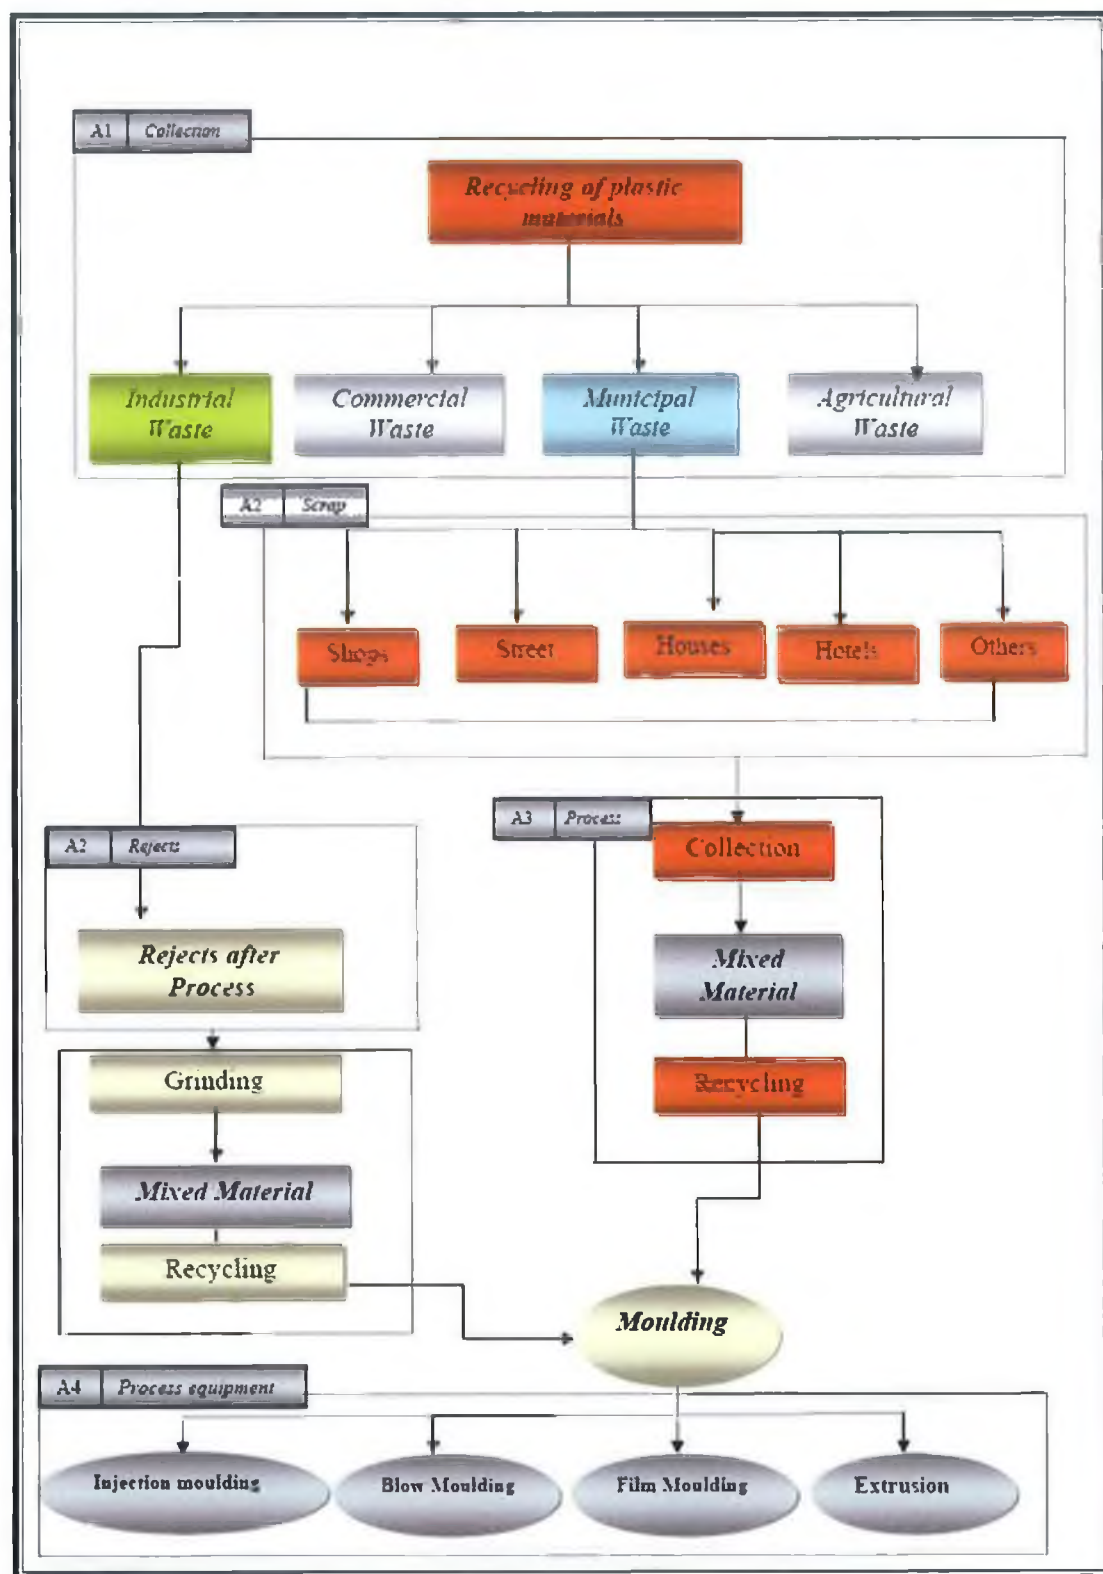 A1 Collection
Recycling of plastic
materials
Industrial
Waste
Commercial
Waste
Municipal
Waste
Agricultural
Waste
A2 Scrap
Shops
Street
Houses
Hotels
Others
A3 Process
Collection
Mixed
Material
Recycling
A2 Rejects
Rejects after
Process
Grinding
Mixed Material
Recycling
Moulding
A4 Process equipment
Injection moulding
Blow Moulding
Film Moulding
Extrusion